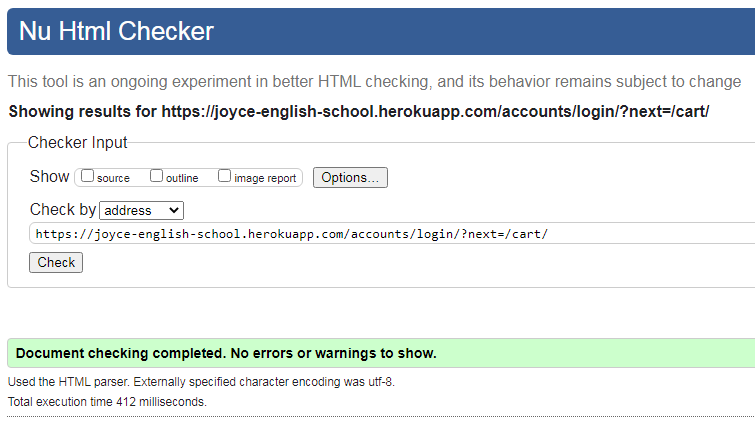 Nu Html Checker
This tool is an ongoing experiment in better HTML checking, and its behavior remains subject to change
Showing results for https://joyce-english-school.herokuapp.com/accounts/login/?next=/cart/
Checker Input
Show source outline image report Options...
Check by address
https://joyce-english-school.herokuapp.com/accounts/login/?next=/cart/
Check
Document checking completed. No errors or warnings to show.
Used the HTML parser. Externally specified character encoding was utf-8.
Total execution time 412 milliseconds.